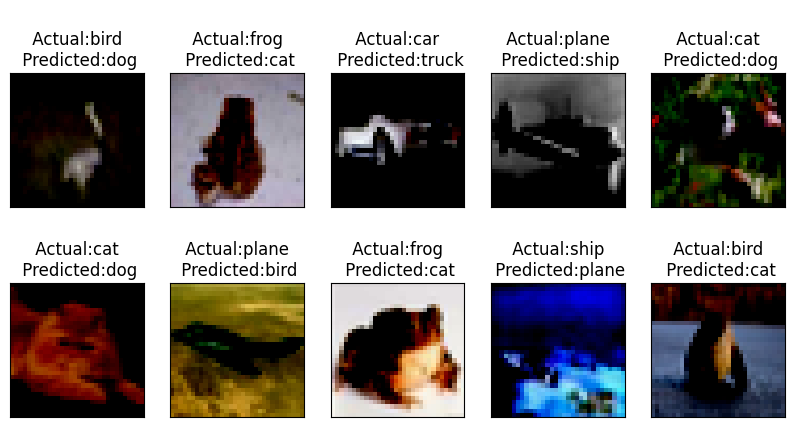 Actual:bird
Predicted:dog
Actual:frog
Predicted:cat
Actual:car
Predicted:truck
Actual:plane
Predicted:ship
Actual:cat
Predicted:dog
Actual:cat
Predicted:dog
Actual:plane
Predicted:bird
Actual:frog
Predicted:cat
Actual:ship
Predicted:plane
Actual:bird
Predicted:cat